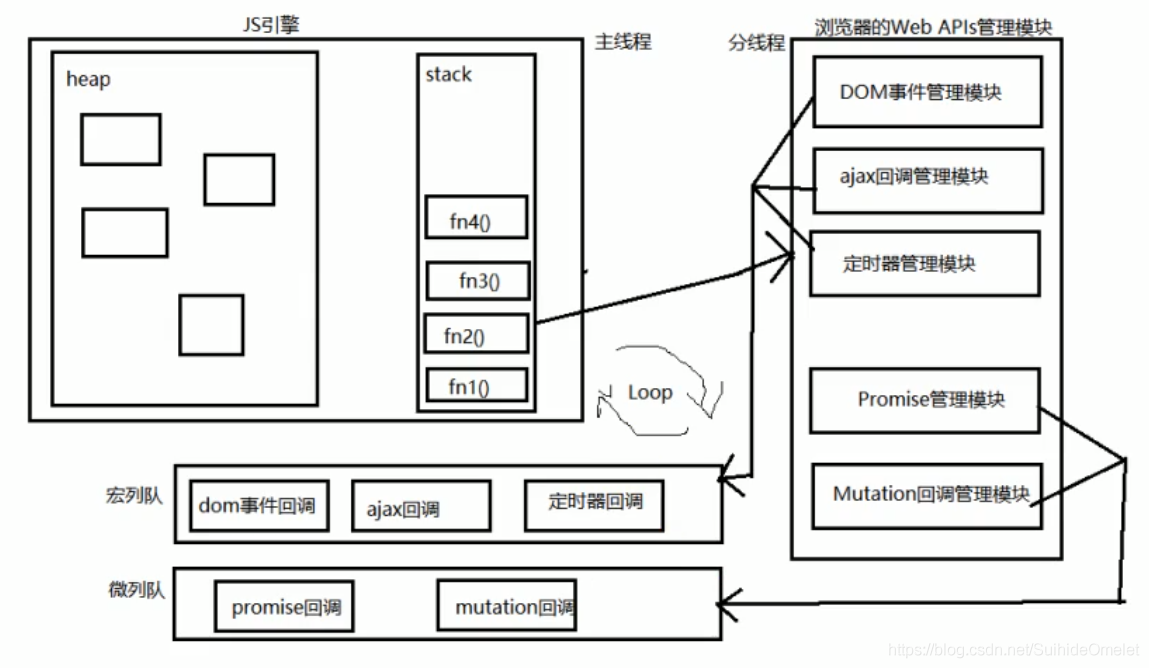 JS引擎
主线程
分线程
浏览器的Web APIs管理模块
heap
stack
fn4()
fn3()
fn2()
fn1()
Loop
DOM事件管理模块
ajax回调管理模块
定时器管理模块
Promise管理模块
Mutation回调管理模块
宏列队
dom事件回调
ajax回调
定时器回调
微列队
promise回调
mutation回调
https://blog.csdn.net/SuihideOmelet